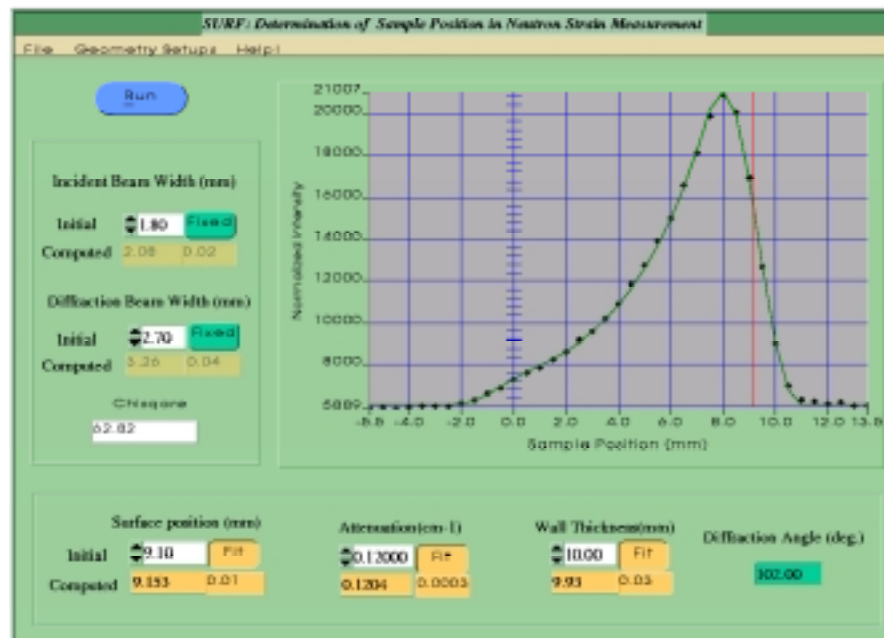 SURF: Determination of Sample Position in Neutron Strain Measurement
File Geometry Setups Help!
Run
Incident Beam Width (mm)
Initial 1.80 Fixed
Computed 2.08 0.02
Diffraction Beam Width (mm)
Initial 2.70 Fixed
Computed 3.26 0.04
Chisqare
62.82
Normalized Intensity
21007
20000
18000
16000
14000
12000
10000
8000
5889
-4.0 -2.0 0.0 2.0 4.0 6.0 8.0 10.0 12.0 13.8
Sample Position (mm)
Surface position (mm)
Initial 9.10 Fit
Computed 9.153 0.01
Attenuation(cm-1)
0.12000 Fit
0.1204 0.0003
Wall Thickness(mm)
10.00 Fit
9.93 0.03
Diffraction Angle (deg.)
102.00